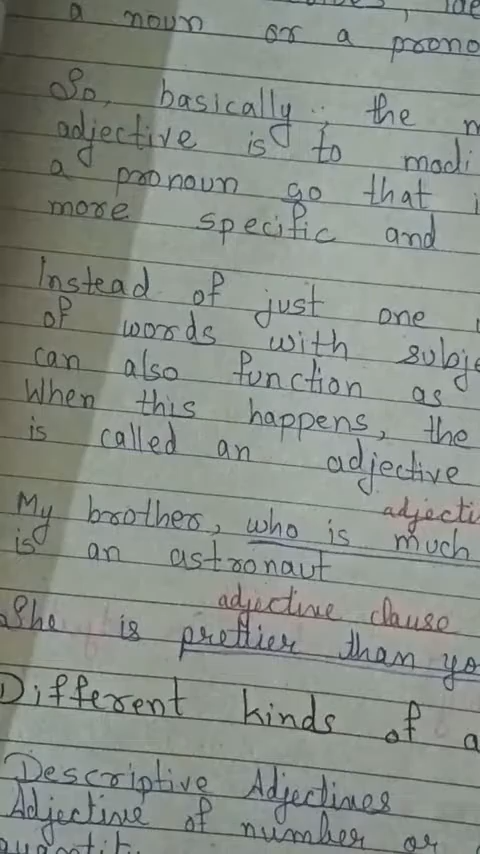 a noun or a prono
So, basically, the m
adjective is to modi
a pronoun go that i
more specific and
Instead of just one
of words with subje
can also function as
When this happens, the
is called an adjective
adjecti
My brother, who is much
is an astronaut
adjective clause
She is prettier than yo
Different kinds of a
Descriptive Adjectives
Adjective of number or
quantit